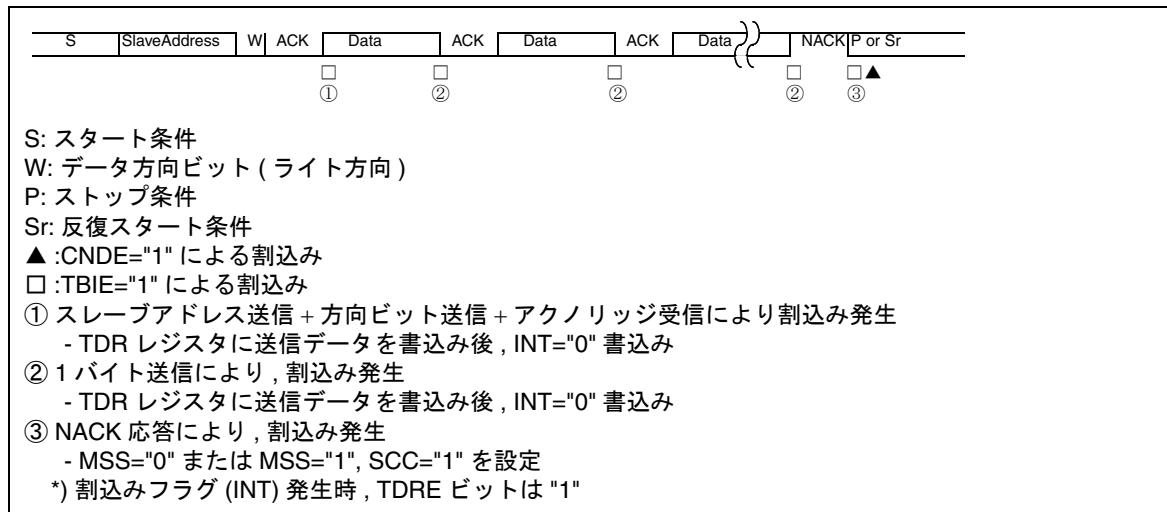 S SlaveAddress W ACK Data ACK Data ACK Data NACK P or Sr
□ □ □ □ □▲
① ② ② ② ③
S: スタート条件
W: データ方向ビット ( ライト方向 )
P: ストップ条件
Sr: 反復スタート条件
▲ :CNDE="1" による割込み
□ :TBIE="1" による割込み
① スレーブアドレス送信 + 方向ビット送信 + アクノリッジ受信により割込み発生
- TDR レジスタに送信データを書込み後 , INT="0" 書込み
② 1 バイト送信により , 割込み発生
- TDR レジスタに送信データを書込み後 , INT="0" 書込み
③ NACK 応答により , 割込み発生
- MSS="0" または MSS="1", SCC="1" を設定
*) 割込みフラグ (INT) 発生時 , TDRE ビットは "1"